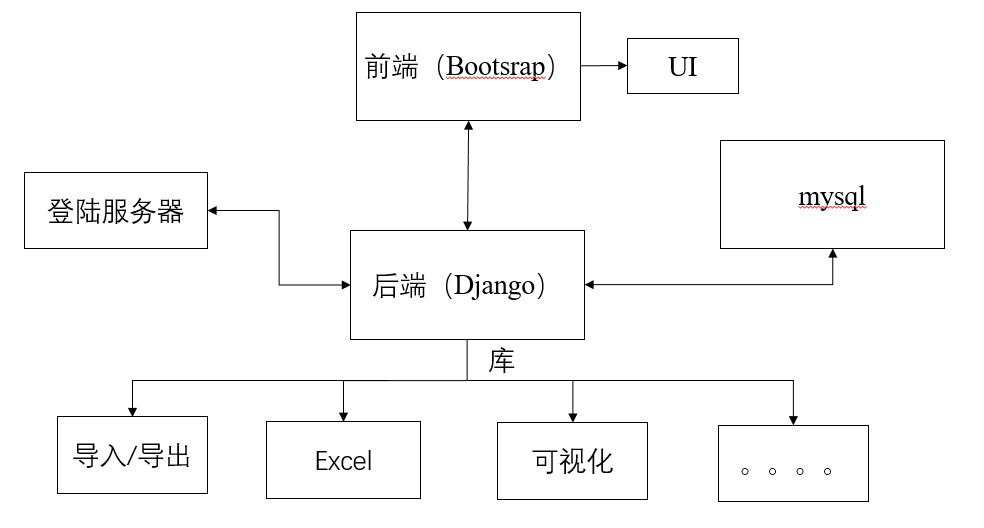 前端（Bootsrap）
UI
mysql
登陆服务器
后端（Django）
库
导入/导出
Excel
可视化
。。。。